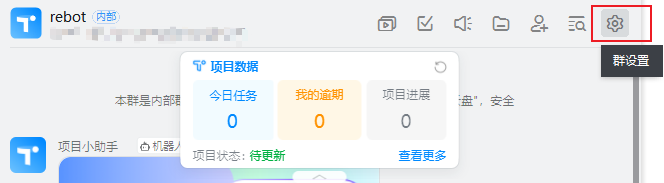 rebot 内部
群设置
项目数据
今日任务 我的逾期 项目进展
0 0 0
本群是内部群
盘"，安全
项目状态：待更新 查看更多
项目小助手 机器人